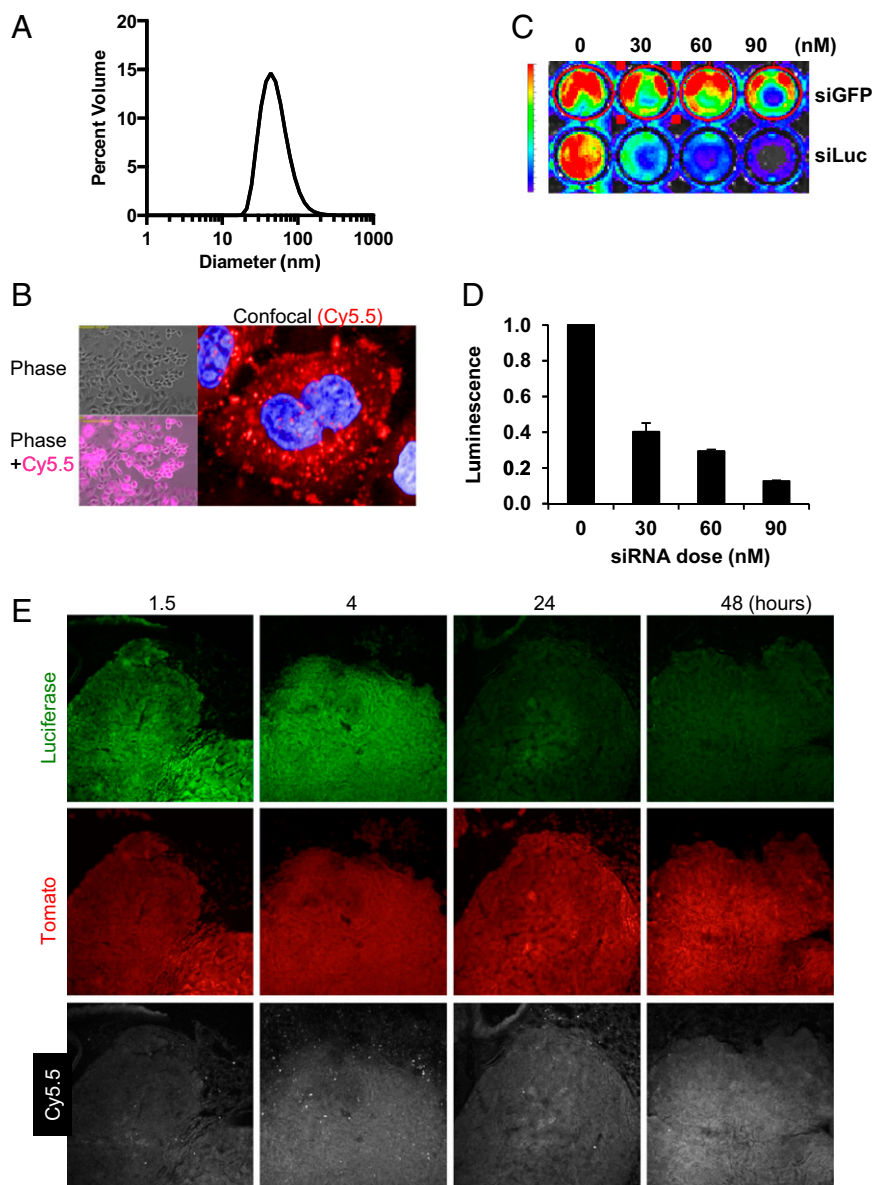 A
Percent Volume
20
15
10
5
0
1 10 100 1000
Diameter (nm)
B
Confocal (Cy5.5)
Phase
Phase
+Cy5.5
C
0 30 60 90 (nM)
siGFP
siLuc
D
Luminescence
1.0
0.8
0.6
0.4
0.2
0.0
0 30 60 90
siRNA dose (nM)
E
1.5 4 24 48 (hours)
Luciferase
Tomato
Cy5.5